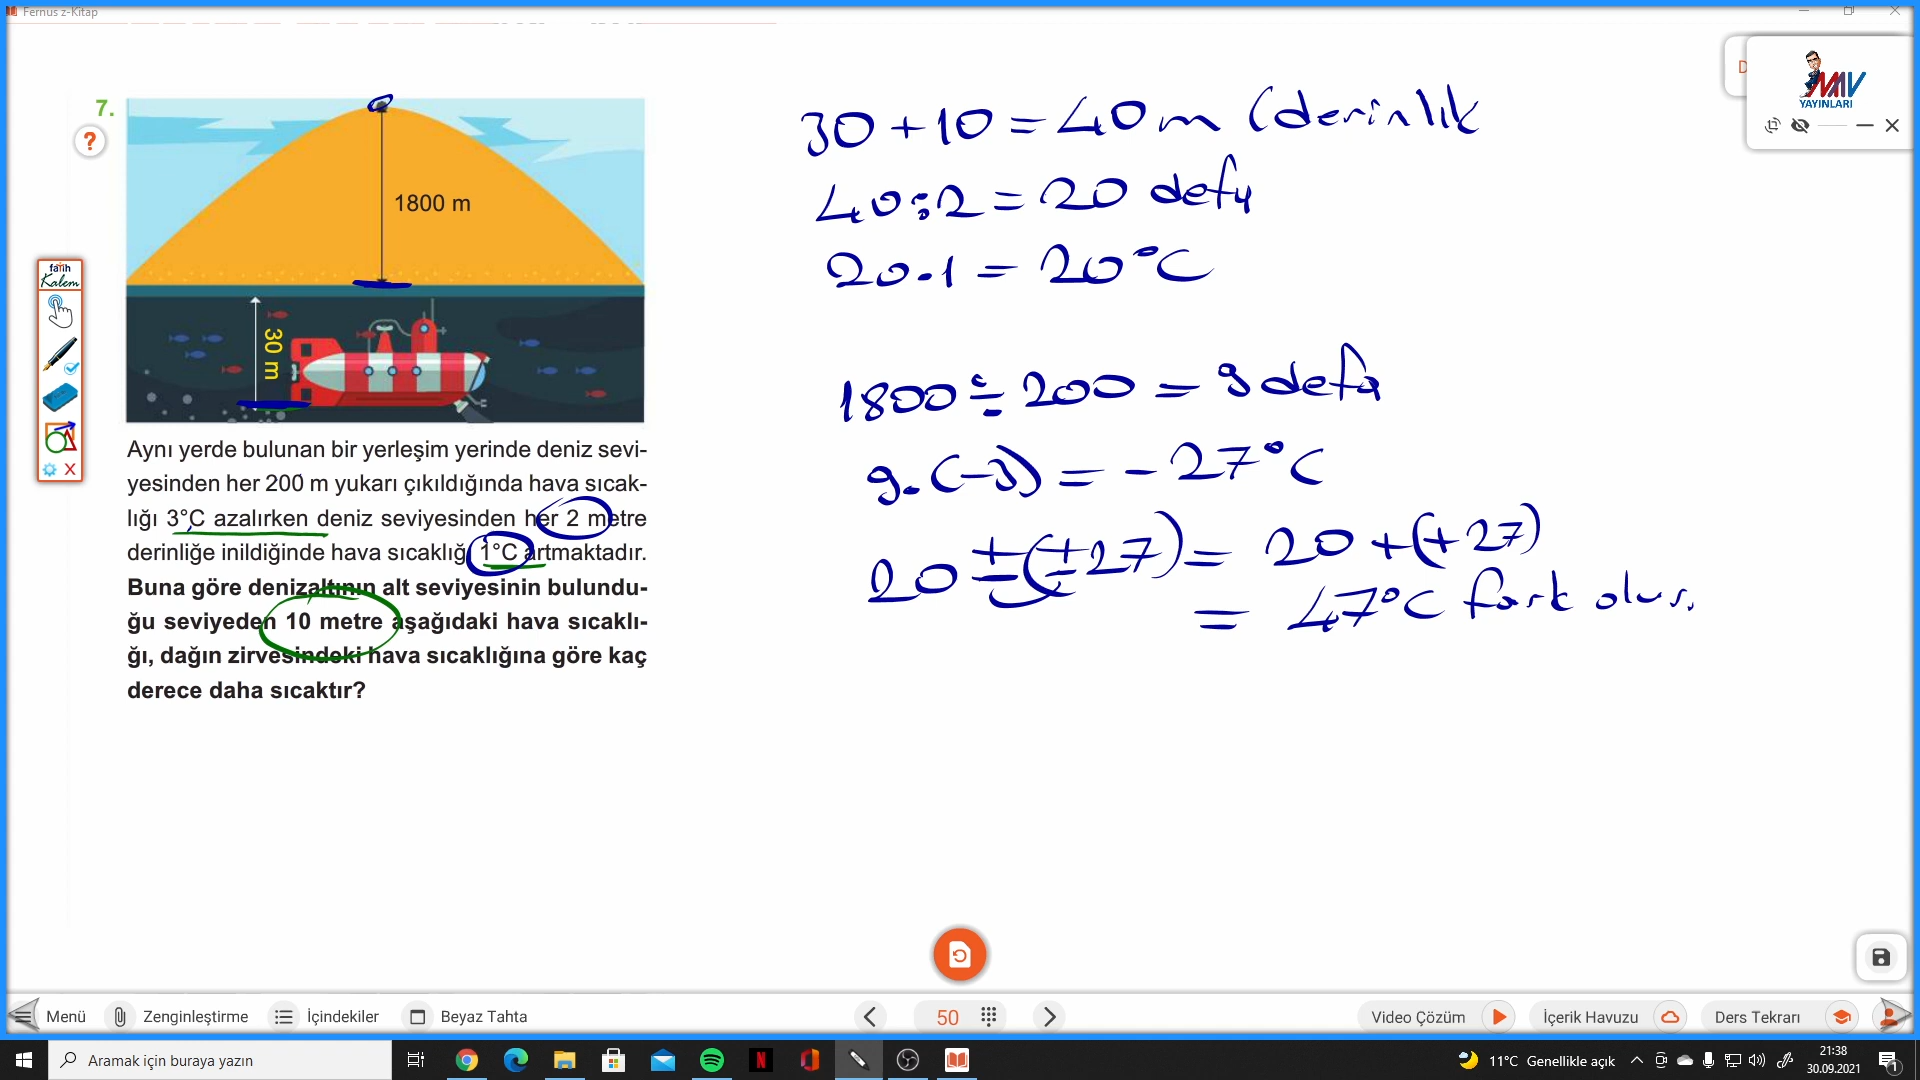 Fernus z-Kitap
7.
?
1800 m
30 m
Aynı yerde bulunan bir yerleşim yerinde deniz sevi-
yesinden her 200 m yukarı çıkıldığında hava sıcak-
lığı 3°C azalırken deniz seviyesinden her 2 metre
derinliğe inildiğinde hava sıcaklığı 1°C artmaktadır.
Buna göre denizaltının alt seviyesinin bulundu-
ğu seviyeden 10 metre aşağıdaki hava sıcaklı-
ğı, dağın zirvesindeki hava sıcaklığına göre kaç
derece daha sıcaktır?
30 + 10 = 40 m (derinlik
40 ÷ 2 = 20 defa
20 . 1 = 20°C
1800 ÷ 200 = 9 defa
9. (-3) = - 27°C
20 + (+27) = 20 + (+27)
= 47°C fark olur.
fatih
Kalem
D
MAV
YAYINLARI
Menü
Zenginleştirme
İçindekiler
Beyaz Tahta
50
Video Çözüm
İçerik Havuzu
Ders Tekrarı
Aramak için buraya yazın
11°C Genellikle açık
21:38
30.09.2021
1